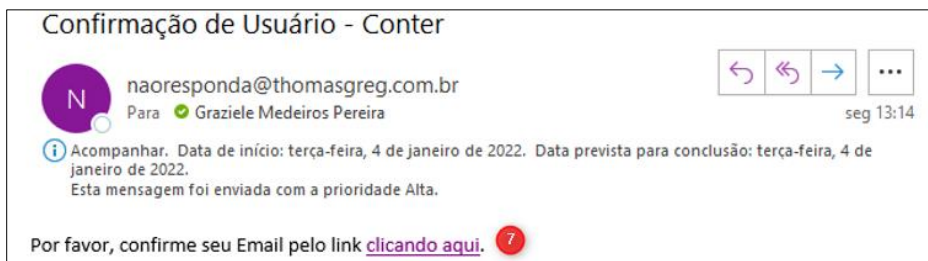 Confirmação de Usuário - Conter
N
naoresponda@thomasgreg.com.br
Para Graziele Medeiros Pereira
seg 13:14
Acompanhar. Data de início: terça-feira, 4 de janeiro de 2022. Data prevista para conclusão: terça-feira, 4 de
janeiro de 2022.
Esta mensagem foi enviada com a prioridade Alta.
Por favor, confirme seu Email pelo link clicando aqui. 7